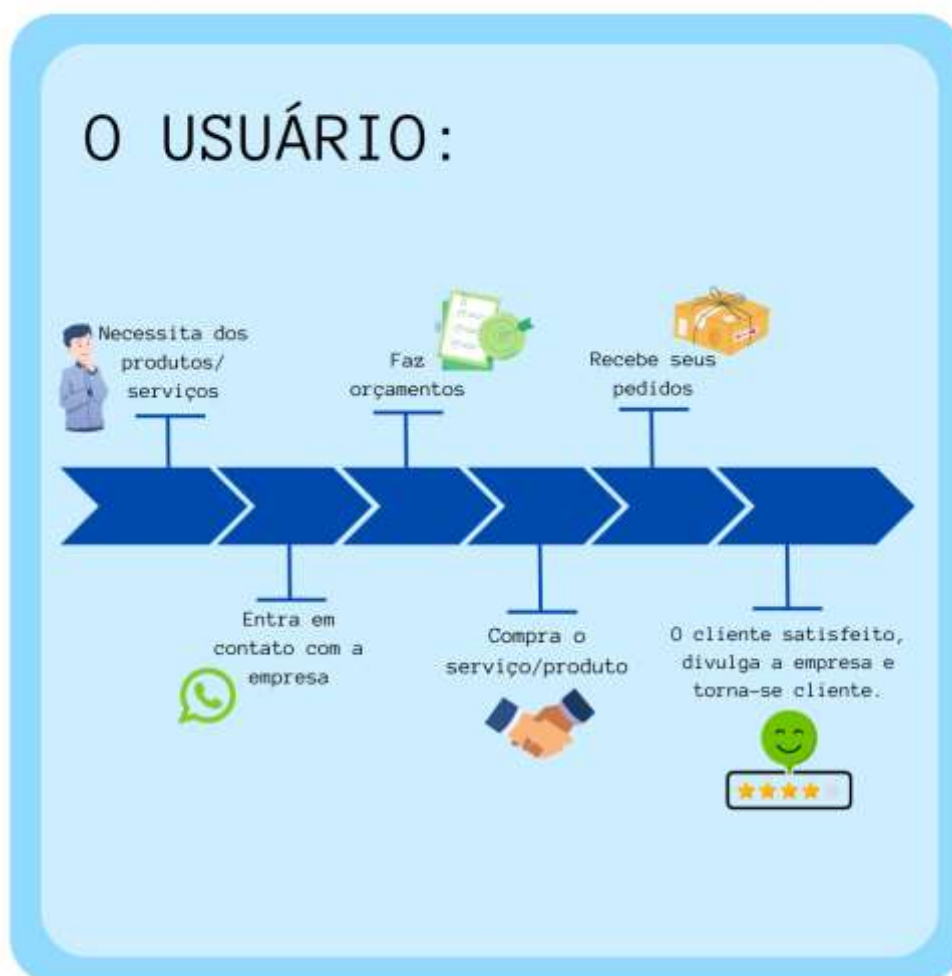 O USUÁRIO:
Necessita dos
produtos/
serviços
Entra em
contato com a
empresa
Faz
orçamentos
Compra o
serviço/produto
Recebe seus
pedidos
O cliente satisfeito,
divulga a empresa e
torna-se cliente.